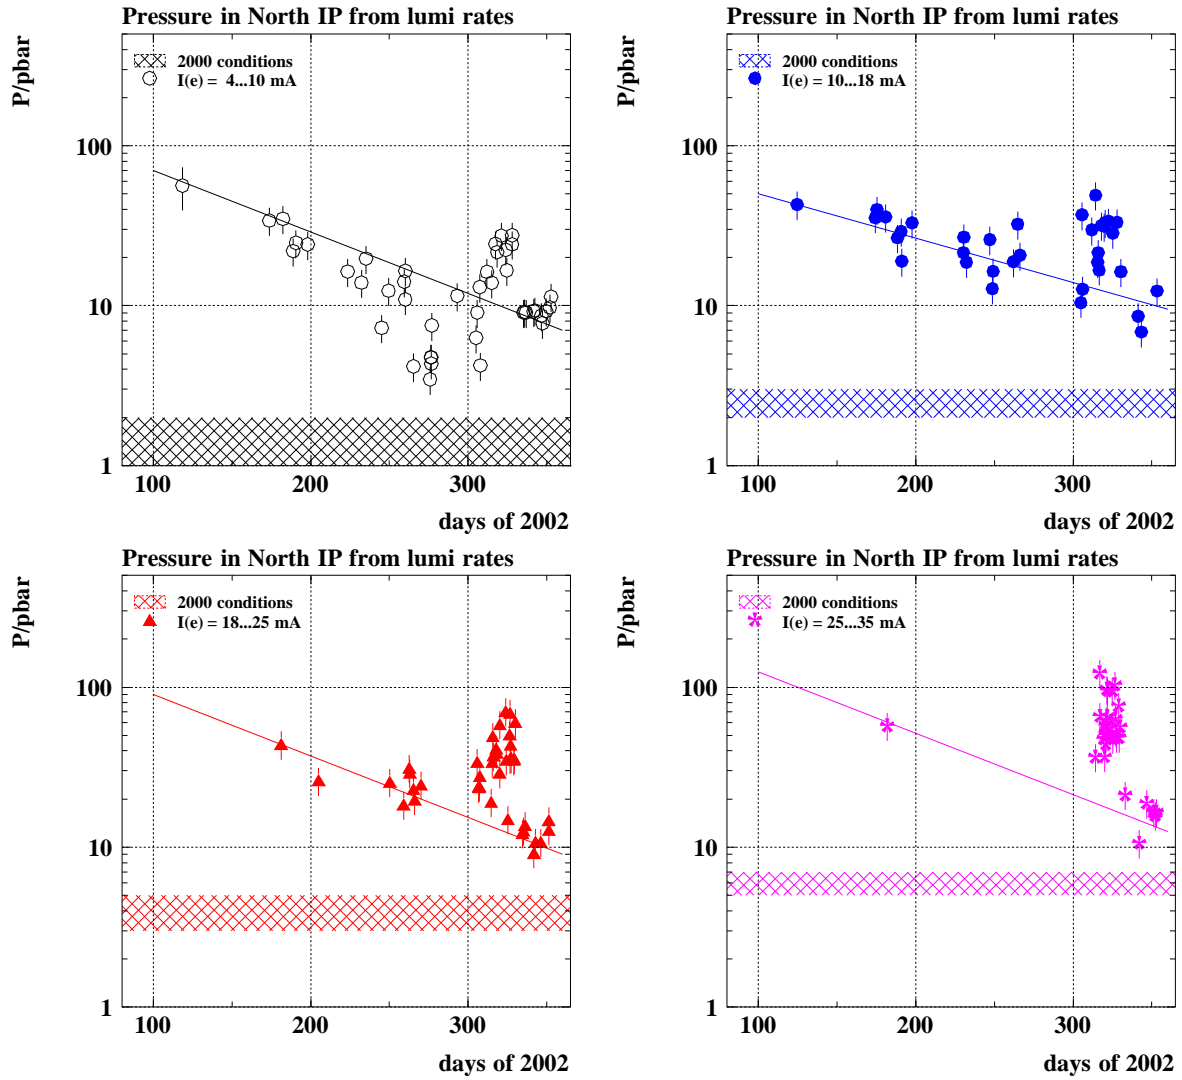 Pressure in North IP from lumi rates
P/pbar
2000 conditions
I(e) = 4...10 mA
100
10
1
100 200 300
days of 2002
Pressure in North IP from lumi rates
P/pbar
2000 conditions
I(e) = 10...18 mA
100
10
1
100 200 300
days of 2002
Pressure in North IP from lumi rates
P/pbar
2000 conditions
I(e) = 18...25 mA
100
10
1
100 200 300
days of 2002
Pressure in North IP from lumi rates
P/pbar
2000 conditions
I(e) = 25...35 mA
100
10
1
100 200 300
days of 2002